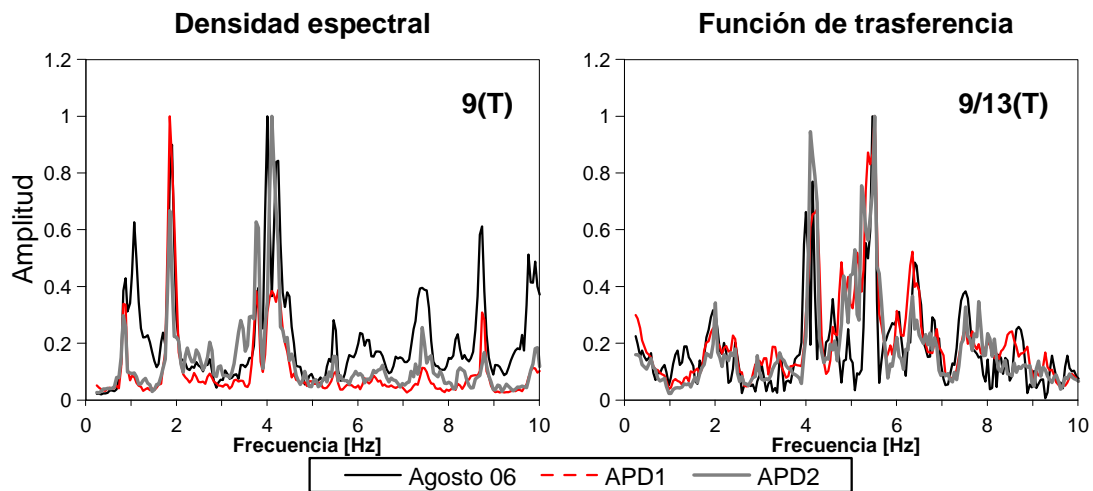 Densidad espectral
Función de trasferencia
1.2
1
0.8
0.6
0.4
0.2
0
9(T)
Amplitud
0 2 4 6 8 10
Frecuencia [Hz]
1.2
1
0.8
0.6
0.4
0.2
0
9/13(T)
0 2 4 6 8 10
Frecuencia [Hz]
Agosto 06 APD1 APD2